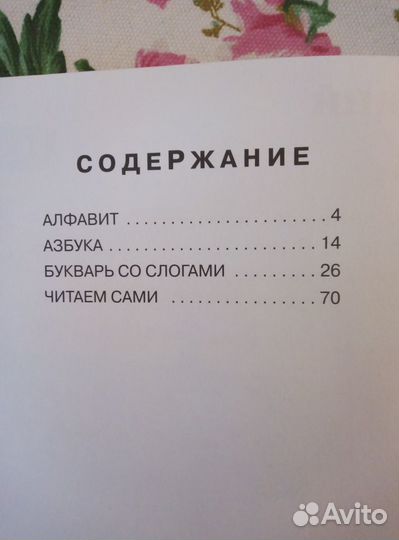 СОДЕРЖАНИЕ
АЛФАВИТ . . . . . . . . . . . . . . . . . . . . . . . 4
АЗБУКА . . . . . . . . . . . . . . . . . . . . . . . . 14
БУКВАРЬ СО СЛОГАМИ . . . . . . . . . . 26
ЧИТАЕМ САМИ . . . . . . . . . . . . . . . . . 70
Avito